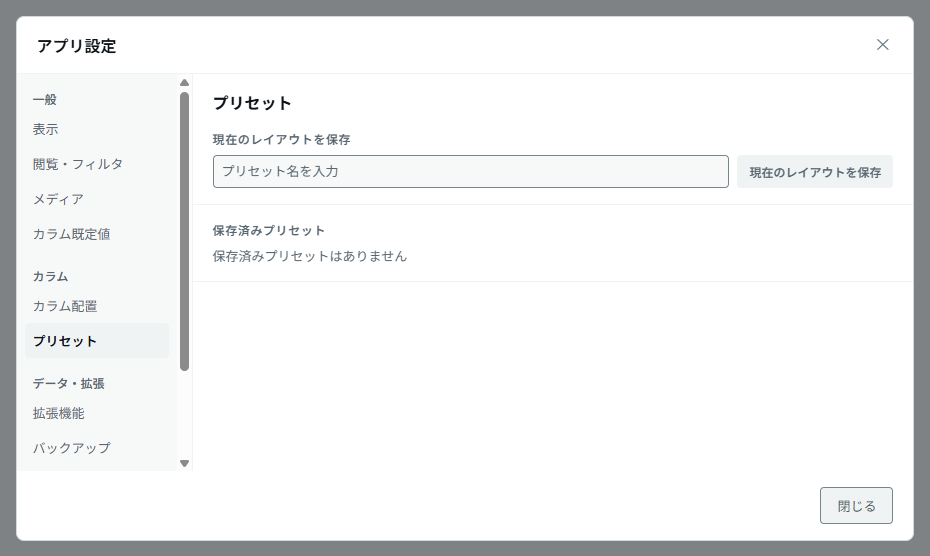 アプリ設定
一般
表示
閲覧・フィルタ
メディア
カラム既定値
カラム
カラム配置
プリセット
データ・拡張
拡張機能
バックアップ
プリセット
現在のレイアウトを保存
プリセット名を入力
現在のレイアウトを保存
保存済みプリセット
保存済みプリセットはありません
閉じる